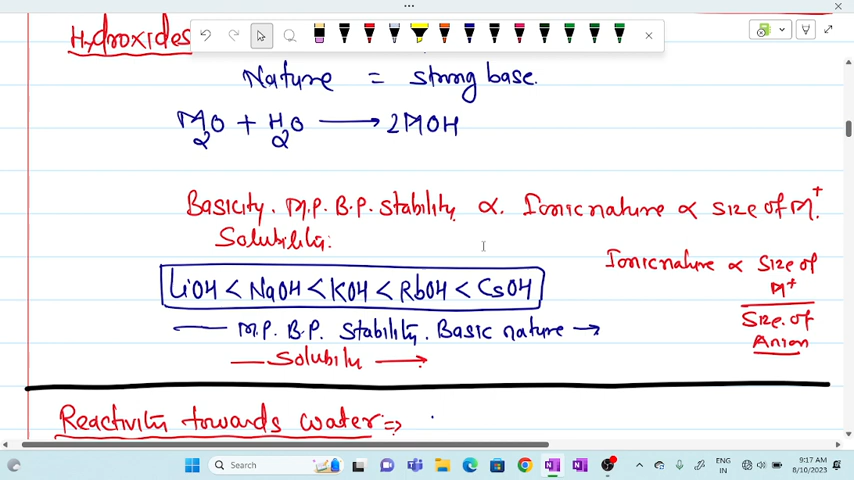 Hydroxides
Nature = strong base.
M2O + H2O ⟶ 2MOH
Basicity. M.P. B.P. stability ∝. Ionic nature ∝ size of M+
Solubility:
LiOH < NaOH < KOH < RbOH < CsOH
Ionic nature ∝ Size of M+ / Size of Anion
— M.P. B.P. Stability. Basic nature →
— Solubility →
Reactivity towards water ⇒
Search
ENG
IN
9:17 AM
8/10/2023